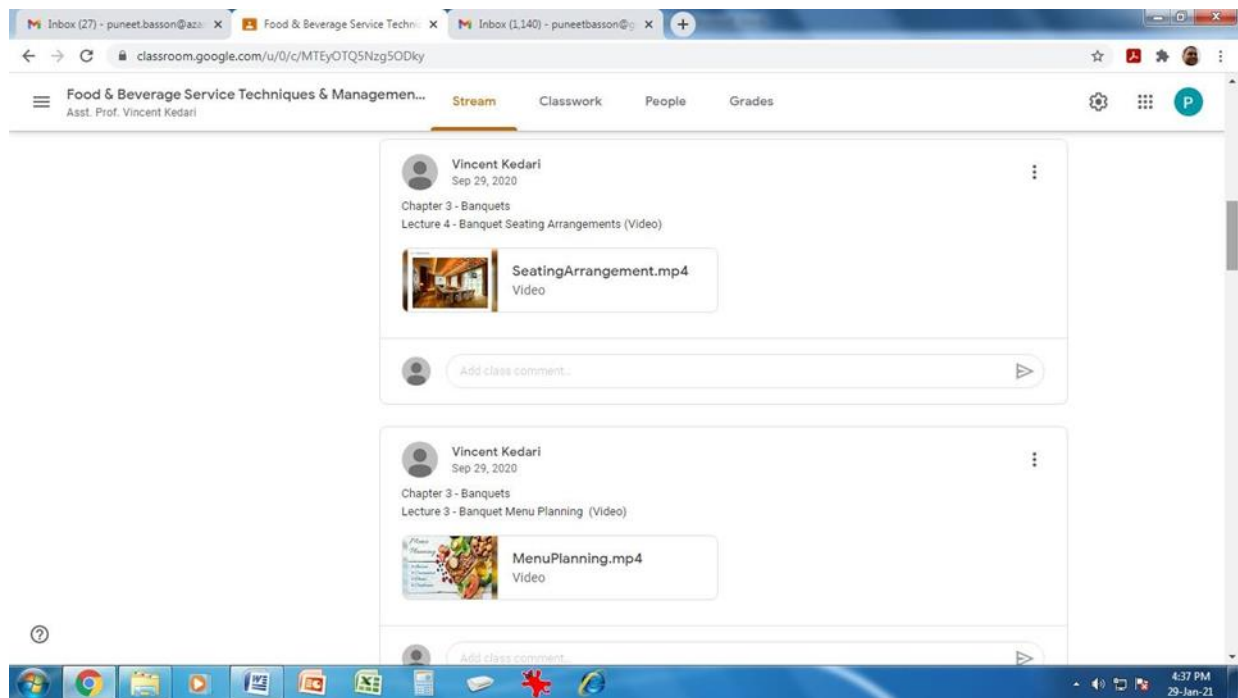 Inbox (27) - puneet.basson@aza
Food & Beverage Service Techni
Inbox (1,140) - puneetbasson@g
classroom.google.com/u/0/c/MTEyOTQ5Nzg5ODky
Food & Beverage Service Techniques & Managemen...
Asst. Prof. Vincent Kedari
Stream
Classwork
People
Grades
P
Vincent Kedari
Sep 29, 2020
Chapter 3 - Banquets
Lecture 4 - Banquet Seating Arrangements (Video)
SeatingArrangement.mp4
Video
Add class comment...
Vincent Kedari
Sep 29, 2020
Chapter 3 - Banquets
Lecture 3 - Banquet Menu Planning (Video)
Menu
Planning
MenuPlanning.mp4
Video
Add class comment...
4:37 PM
29-Jan-21